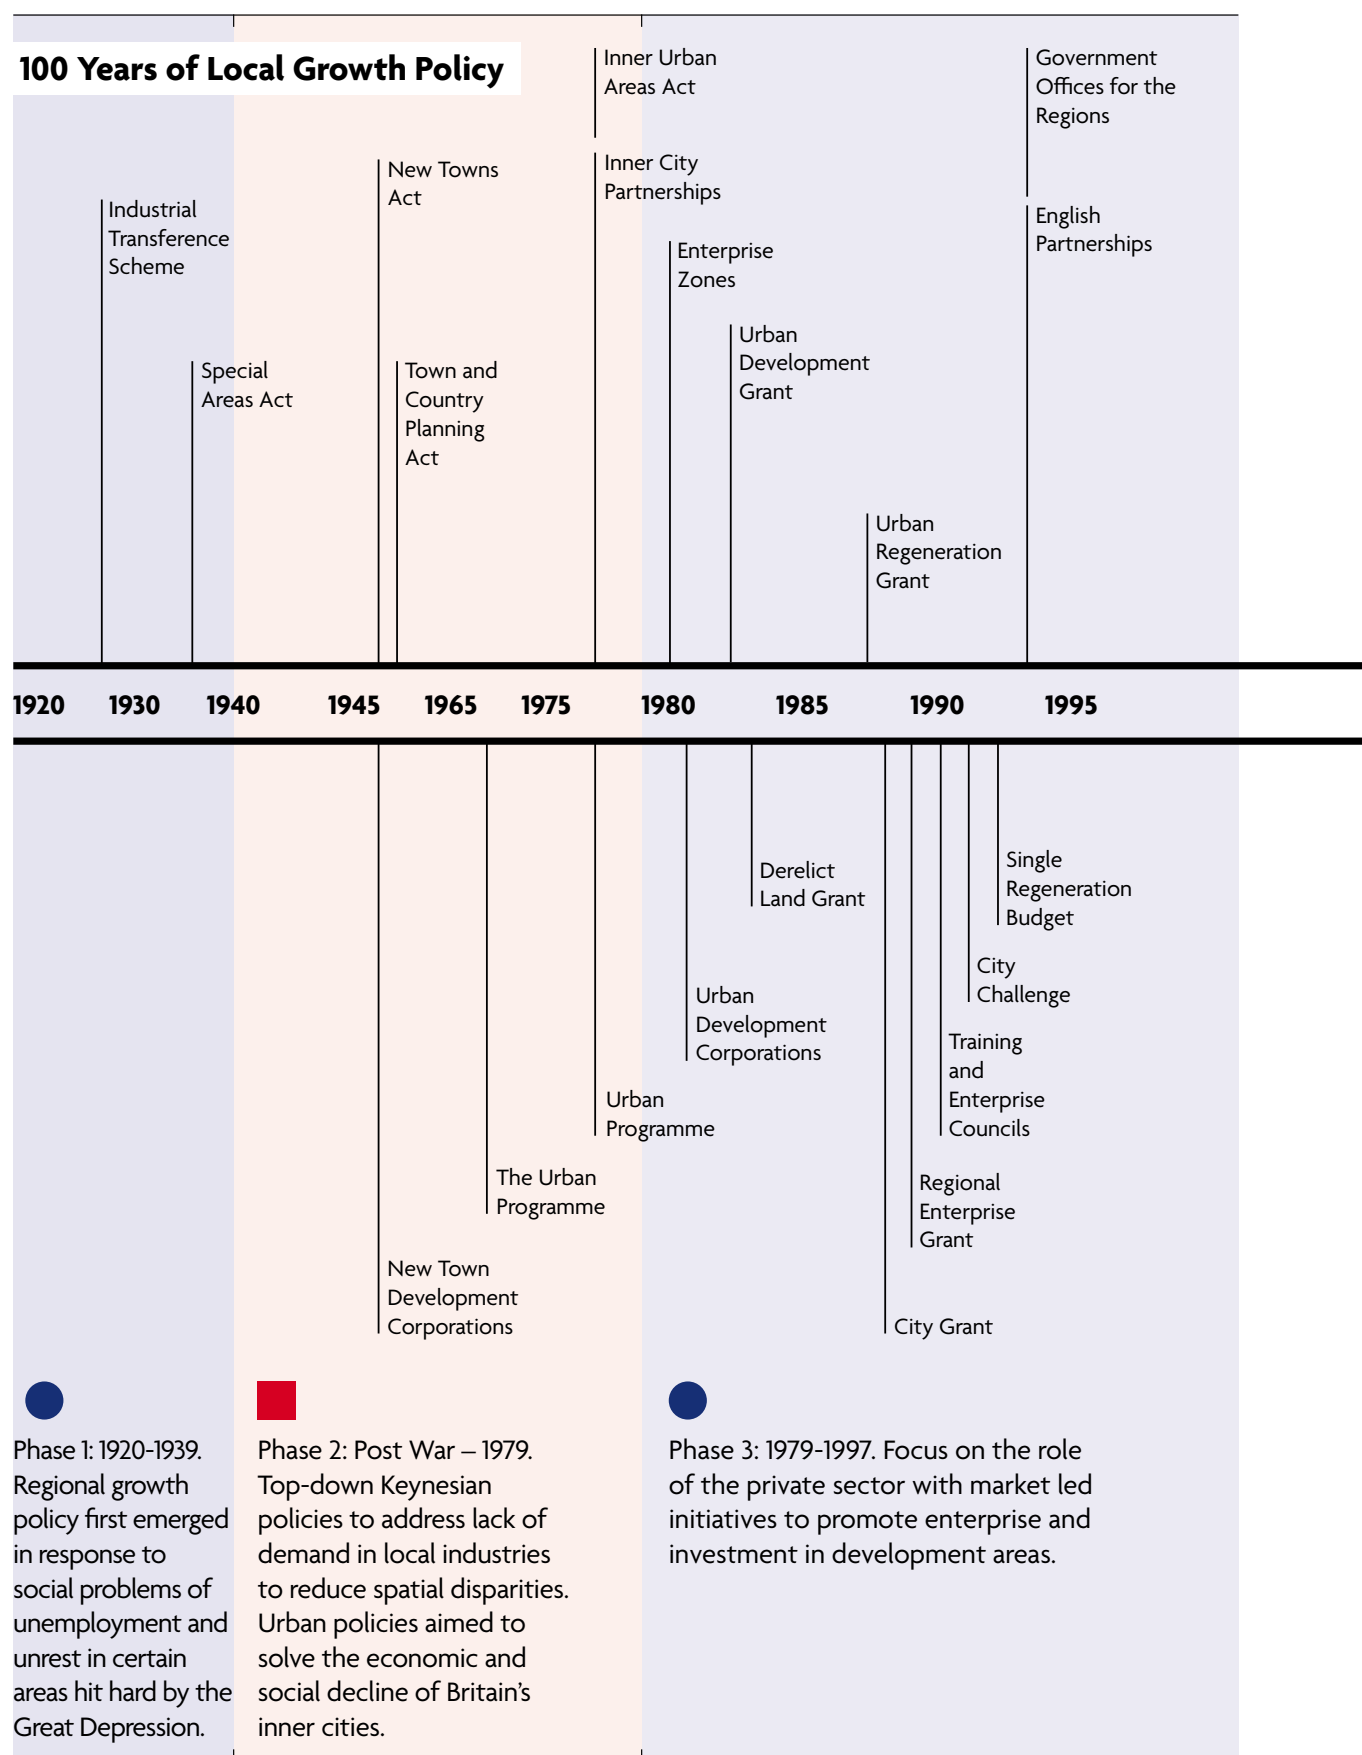 100 Years of Local Growth Policy
Inner Urban
Areas Act
Government
Offices for the
Regions
Inner City
Partnerships
New Towns
Act
Industrial
Transference
Scheme
English
Partnerships
Enterprise
Zones
Urban
Development
Grant
Special
Areas Act
Town and
Country
Planning
Act
Urban
Regeneration
Grant
1920 1930 1940 1945 1965 1975 1980 1985 1990 1995
Derelict
Land Grant
Single
Regeneration
Budget
City
Challenge
Urban
Development
Corporations
Training
and
Enterprise
Councils
Urban
Programme
The Urban
Programme
Regional
Enterprise
Grant
New Town
Development
Corporations
City Grant
Phase 1: 1920-1939.
Regional growth
policy first emerged
in response to
social problems of
unemployment and
unrest in certain
areas hit hard by the
Great Depression.
Phase 2: Post War – 1979.
Top-down Keynesian
policies to address lack of
demand in local industries
to reduce spatial disparities.
Urban policies aimed to
solve the economic and
social decline of Britain's
inner cities.
Phase 3: 1979-1997. Focus on the role
of the private sector with market led
initiatives to promote enterprise and
investment in development areas.